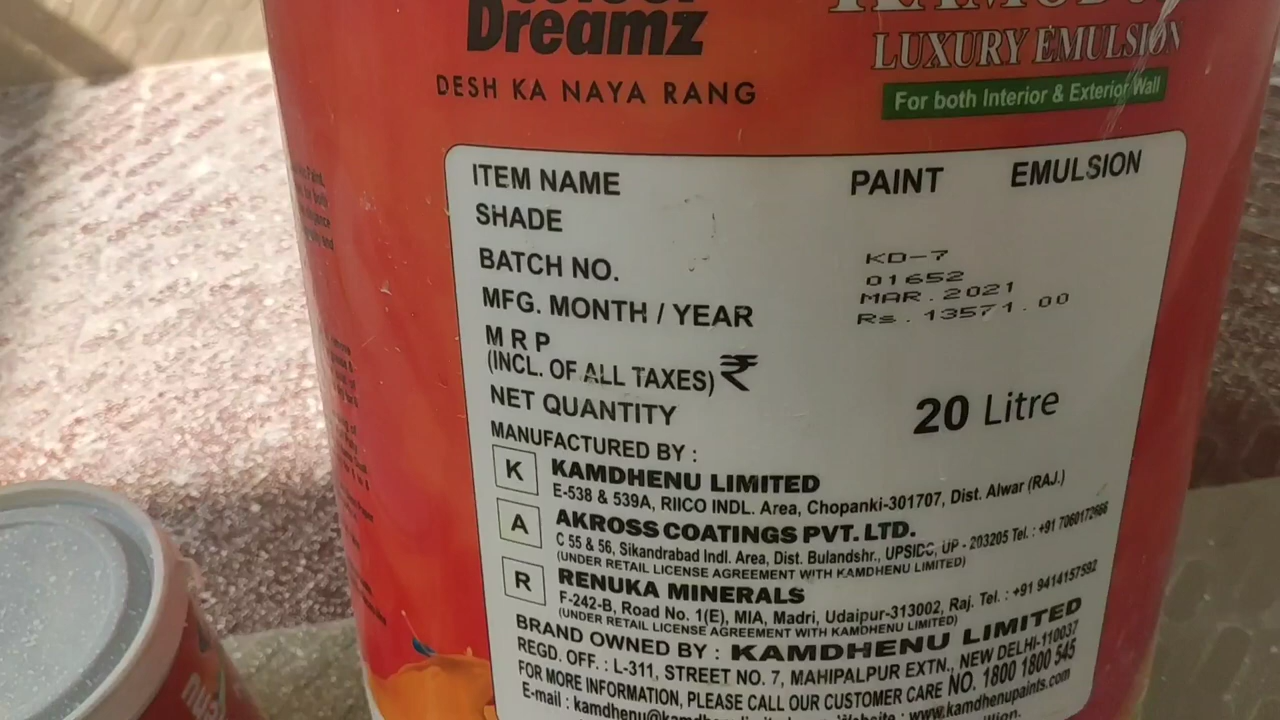 Dreamz
DESH KA NAYA RANG
LUXURY EMULSION
For both Interior & Exterior Wall
ITEM NAME PAINT EMULSION
SHADE KD-7
BATCH NO. 01652
MFG. MONTH / YEAR MAR.2021
M R P Rs. 13571.00
(INCL. OF ALL TAXES) ₹
NET QUANTITY 20 Litre
MANUFACTURED BY :
K KAMDHENU LIMITED
E-538 & 539A, RIICO INDL. Area, Chopanki-301707, Dist. Alwar (RAJ.)
A AKROSS COATINGS PVT. LTD.
C 55 & 56, Sikandrabad Indl. Area, Dist. Bulandshr., UPSIDC, UP - 203205 Tel. : +91 7060172666
(UNDER RETAIL LICENSE AGREEMENT WITH KAMDHENU LIMITED)
R RENUKA MINERALS
F-242-B, Road No. 1(E), MIA, Madri, Udaipur-313002, Raj. Tel. : +91 9414157592
(UNDER RETAIL LICENSE AGREEMENT WITH KAMDHENU LIMITED)
BRAND OWNED BY : KAMDHENU LIMITED
REGD. OFF. : L-311, STREET NO. 7, MAHIPALPUR EXTN., NEW DELHI-110037
FOR MORE INFORMATION, PLEASE CALL OUR CUSTOMER CARE NO. 1800 1800 545
E-mail : Website : www.kamdhenupaints.com